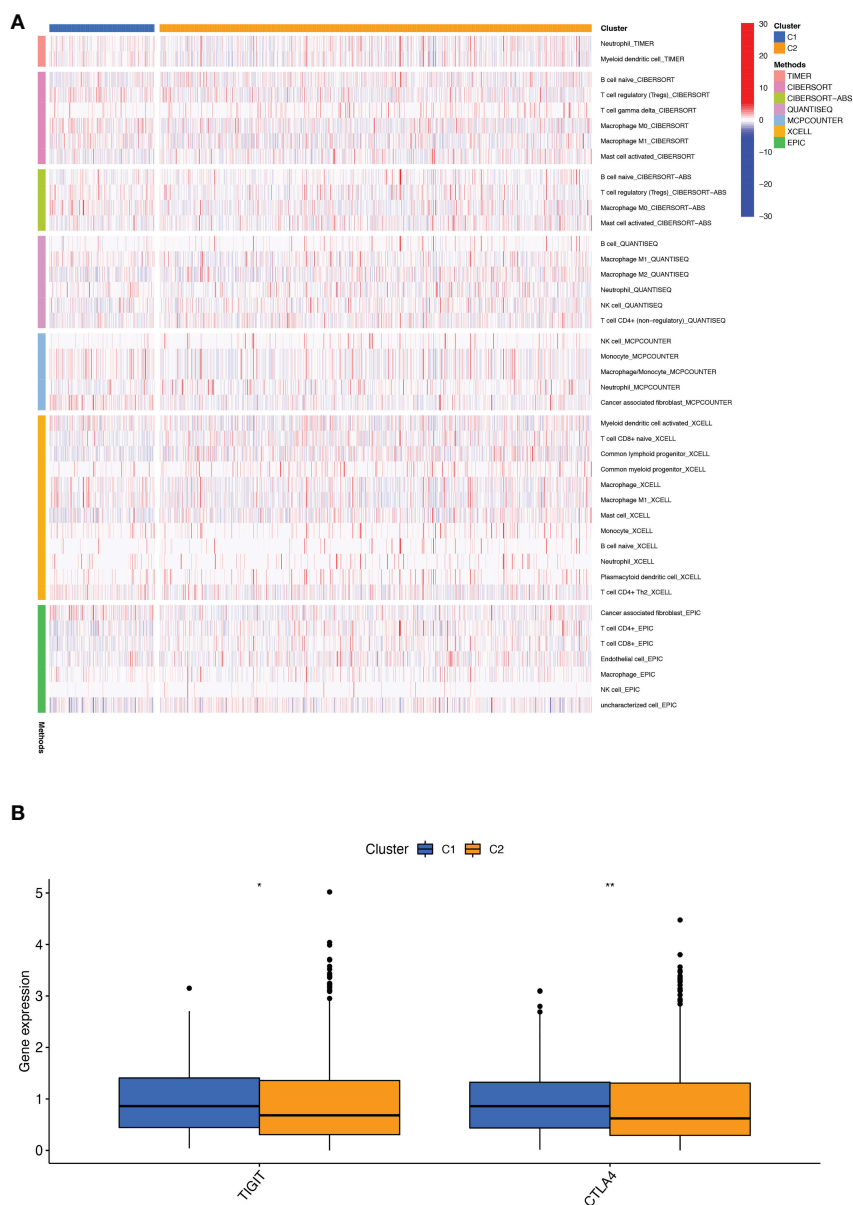 A
Cluster
Neutrophil_TIMER
Myeloid dendritic cell_TIMER
B cell naive_CIBERSORT
T cell regulatory (Tregs)_CIBERSORT
T cell gamma delta_CIBERSORT
Macrophage M0_CIBERSORT
Macrophage M1_CIBERSORT
Mast cell activated_CIBERSORT
B cell naive_CIBERSORT-ABS
T cell regulatory (Tregs)_CIBERSORT-ABS
Macrophage M0_CIBERSORT-ABS
Mast cell activated_CIBERSORT-ABS
B cell_QUANTISEQ
Macrophage M1_QUANTISEQ
Macrophage M2_QUANTISEQ
Neutrophil_QUANTISEQ
NK cell_QUANTISEQ
T cell CD4+ (non-regulatory)_QUANTISEQ
NK cell_MCPCOUNTER
Monocyte_MCPCOUNTER
Macrophage/Monocyte_MCPCOUNTER
Neutrophil_MCPCOUNTER
Cancer associated fibroblast_MCPCOUNTER
Myeloid dendritic cell activated_XCELL
T cell CD8+ naive_XCELL
Common lymphoid progenitor_XCELL
Common myeloid progenitor_XCELL
Macrophage_XCELL
Macrophage M1_XCELL
Mast cell_XCELL
Monocyte_XCELL
B cell naive_XCELL
Neutrophil_XCELL
Plasmacytoid dendritic cell_XCELL
T cell CD4+ Th2_XCELL
Cancer associated fibroblast_EPIC
T cell CD4+_EPIC
T cell CD8+_EPIC
Endothelial cell_EPIC
Macrophage_EPIC
NK cell_EPIC
uncharacterized cell_EPIC
Methods
30
20
10
0
-10
-20
-30
Cluster
C1
C2
Methods
TIMER
CIBERSORT
CIBERSORT-ABS
QUANTISEQ
MCPCOUNTER
XCELL
EPIC
B
Cluster C1 C2
* **
5
4
3
2
1
0
Gene expression
TIGIT
CTLA4